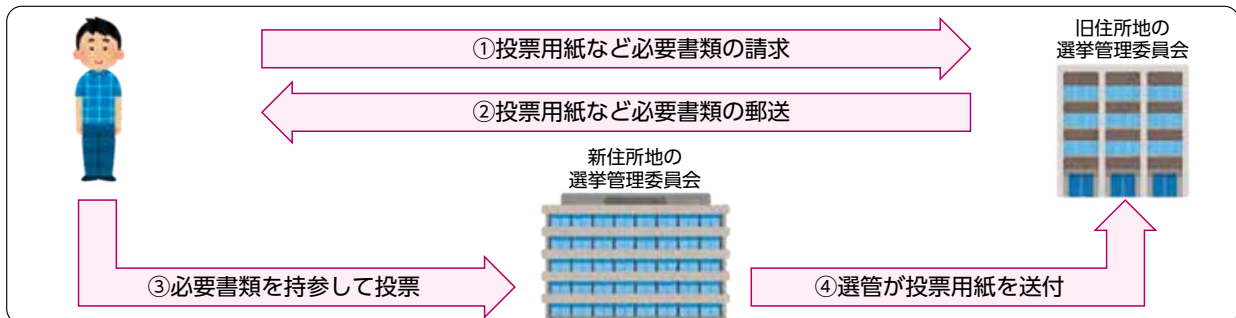 ①投票用紙など必要書類の請求
旧住所地の
選挙管理委員会
②投票用紙など必要書類の郵送
新住所地の
選挙管理委員会
③必要書類を持参して投票
④選管が投票用紙を送付